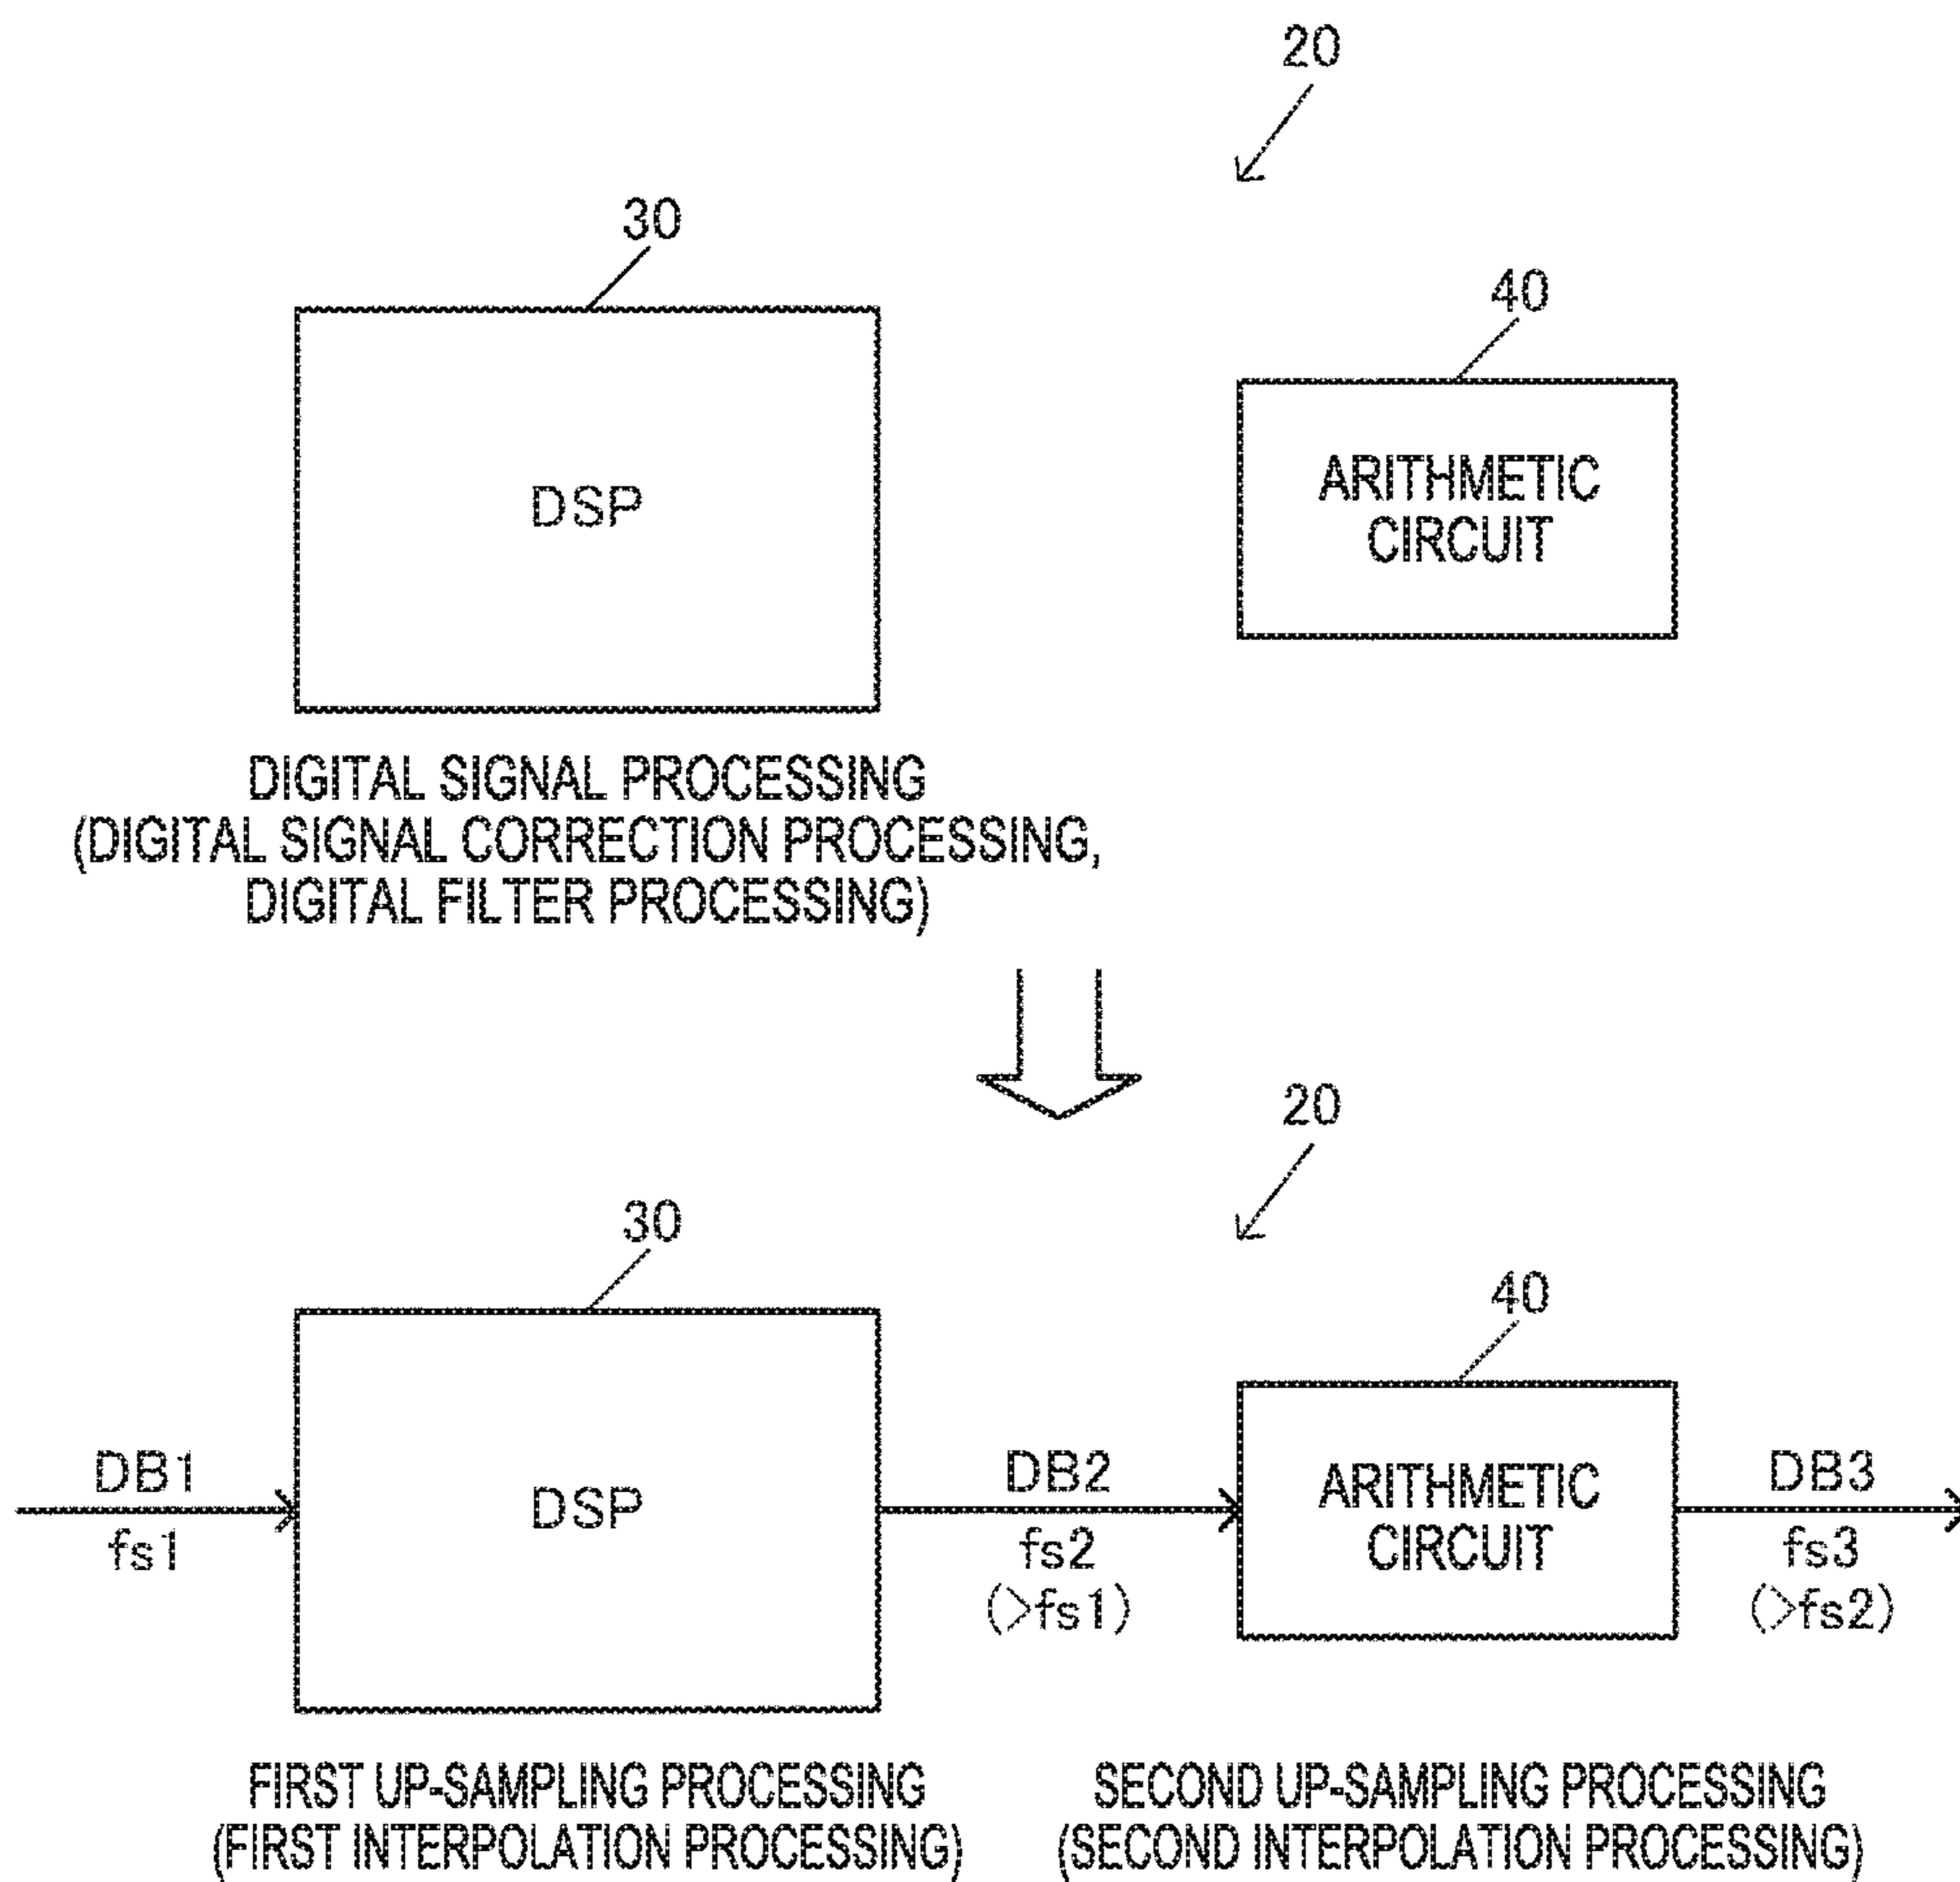 20
30
40
DSP
ARITHMETIC
CIRCUIT
DIGITAL SIGNAL PROCESSING
(DIGITAL SIGNAL CORRECTION PROCESSING,
DIGITAL FILTER PROCESSING)
20
30
40
DB1
fs1
DSP
DB2
fs2
(>fs1)
ARITHMETIC
CIRCUIT
DB3
fs3
(>fs2)
FIRST UP-SAMPLING PROCESSING
(FIRST INTERPOLATION PROCESSING)
SECOND UP-SAMPLING PROCESSING
(SECOND INTERPOLATION PROCESSING)